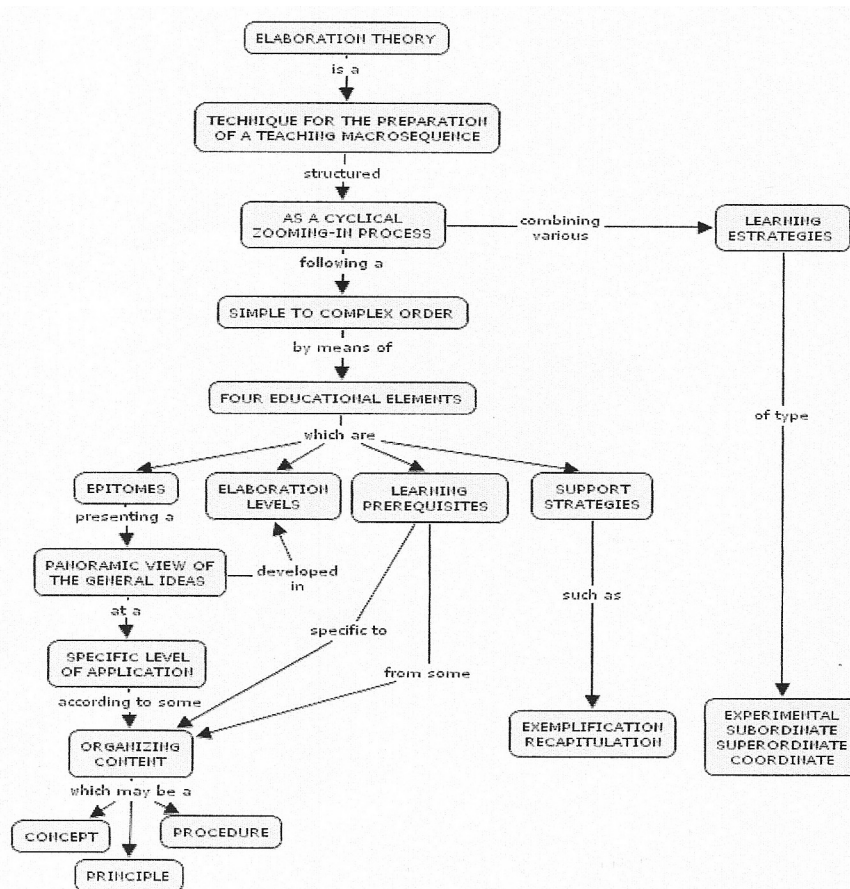 ELABORATION THEORY
is a
TECHNIQUE FOR THE PREPARATION
OF A TEACHING MACROSEQUENCE
structured
AS A CYCLICAL
ZOOMING-IN PROCESS
combining
various
LEARNING
ESTRATEGIES
following a
SIMPLE TO COMPLEX ORDER
by means of
FOUR EDUCATIONAL ELEMENTS
of type
which are
EPITOMES
ELABORATION
LEVELS
LEARNING
PREREQUISITES
SUPPORT
STRATEGIES
presenting a
PANORAMIC VIEW OF
THE GENERAL IDEAS
developed
in
such as
at a
specific to
SPECIFIC LEVEL
OF APPLICATION
from some
according to some
ORGANIZING
CONTENT
EXEMPLIFICATION
RECAPITULATION
EXPERIMENTAL
SUBORDINATE
SUPERORDINATE
COORDINATE
which may be a
CONCEPT
PROCEDURE
PRINCIPLE